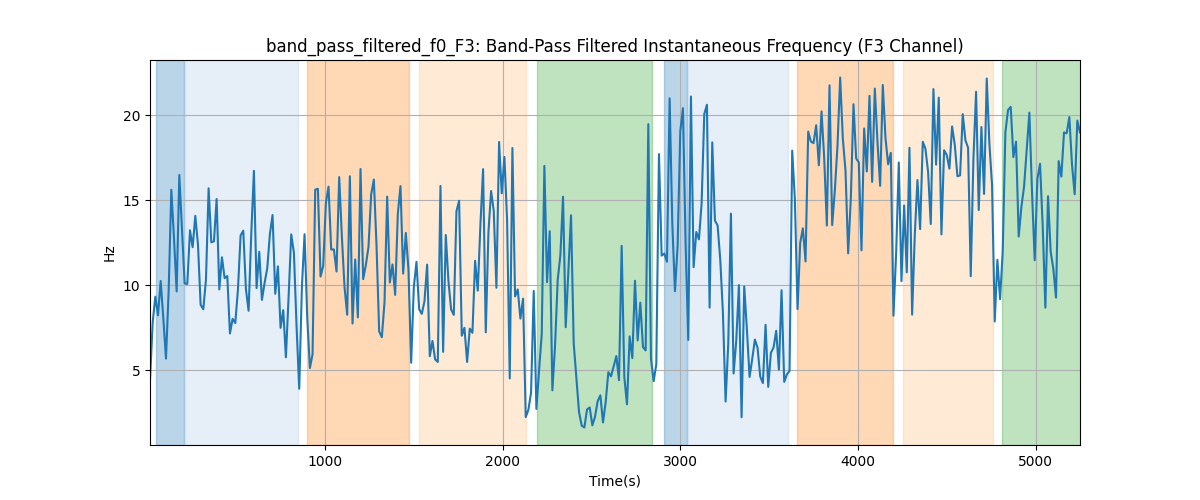 band_pass_filtered_f0_F3: Band-Pass Filtered Instantaneous Frequency (F3 Channel)
20
15
10
5
Hz
1000 2000 3000 4000 5000
Time(s)